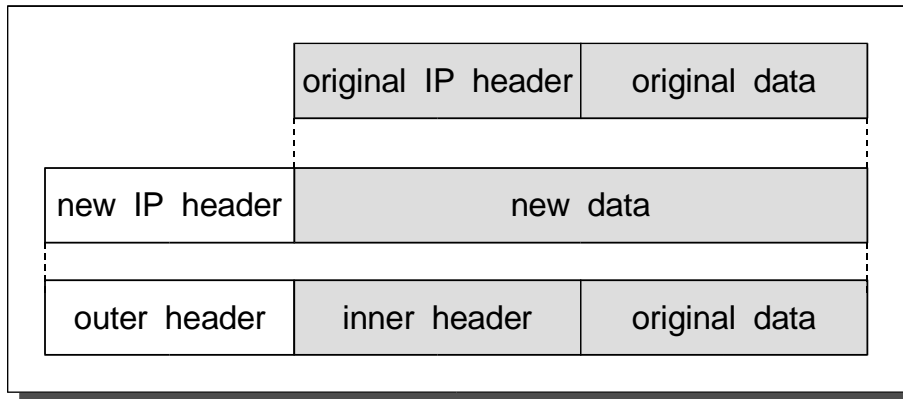 original IP header original data
new IP header new data
outer header inner header original data